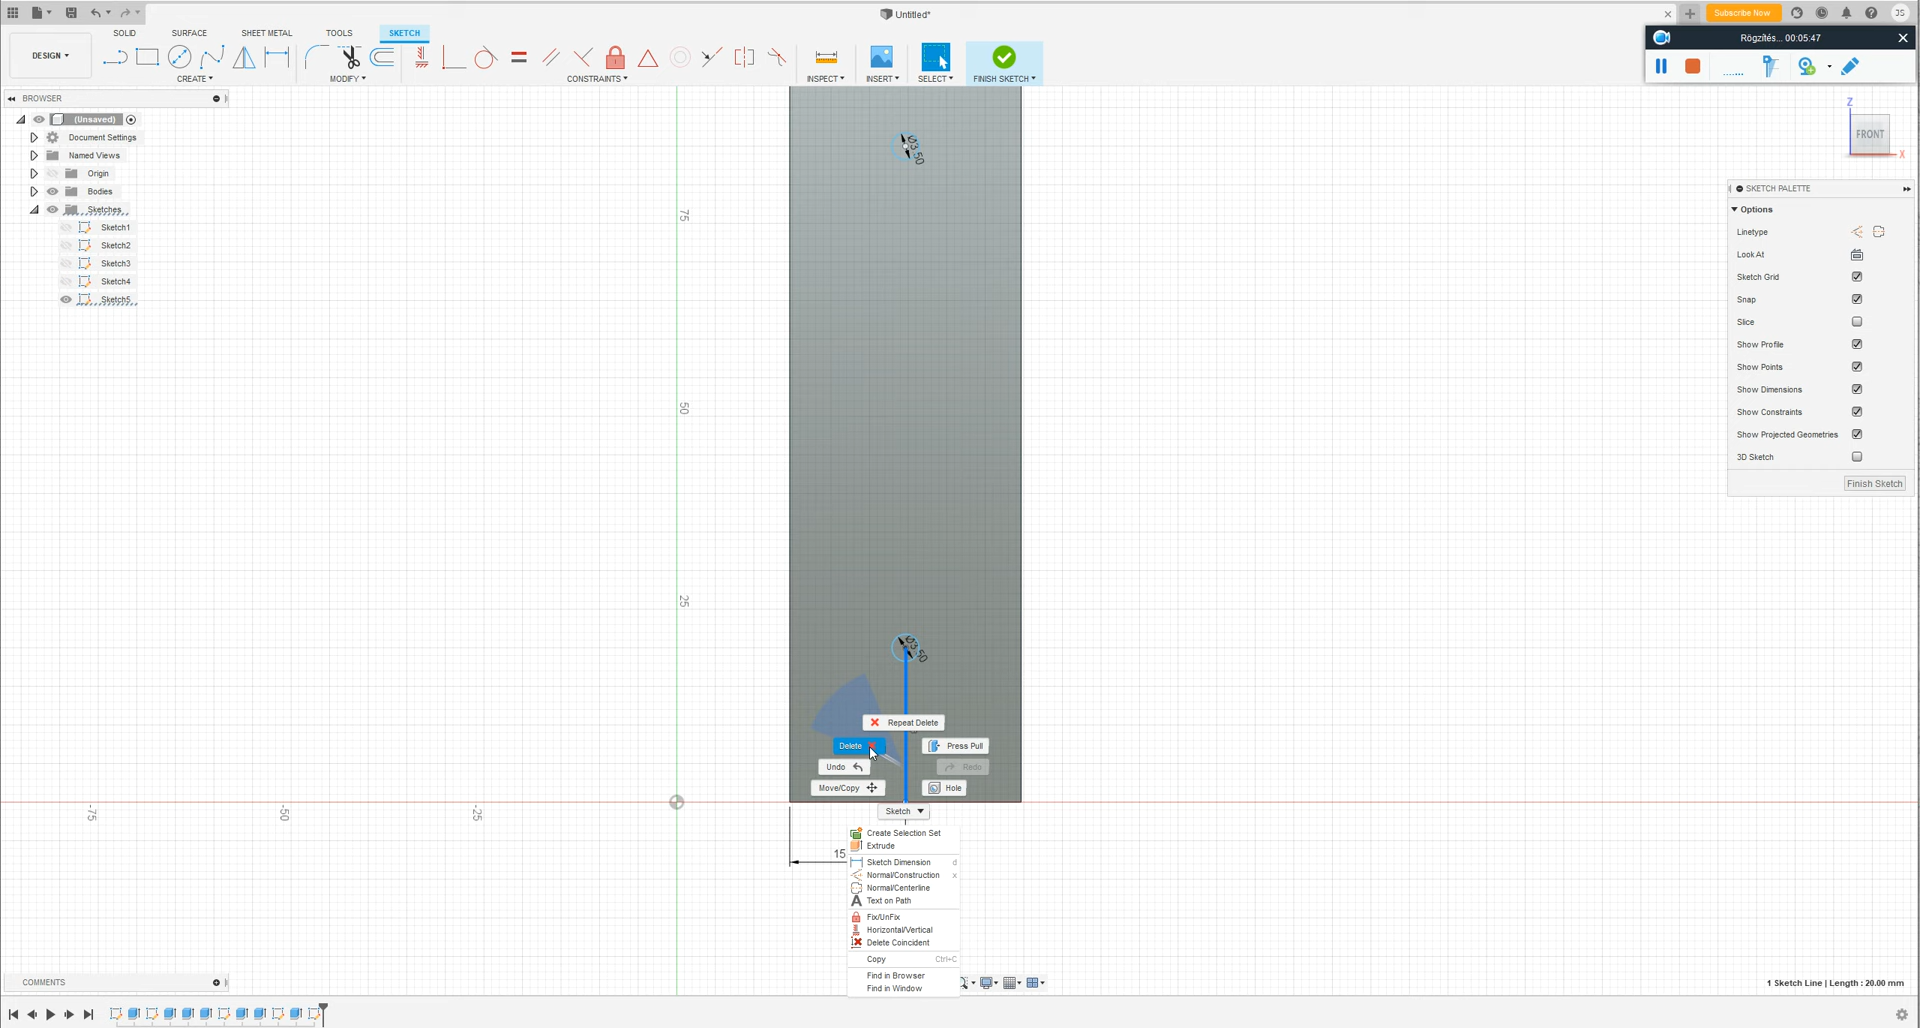 Untitled*
Subscribe Now
JS
SOLID SURFACE SHEET METAL TOOLS SKETCH
DESIGN ▾
CREATE ▾ MODIFY ▾ CONSTRAINTS ▾ INSPECT ▾ INSERT ▾ SELECT ▾ FINISH SKETCH ▾
Rögzítés... 00:05:47
BROWSER
(Unsaved)
Document Settings
Named Views
Origin
Bodies
Sketches
Sketch1
Sketch2
Sketch3
Sketch4
Sketch5
Z
FRONT
X
SKETCH PALETTE
Options
Linetype
Look At
Sketch Grid
Snap
Slice
Show Profile
Show Points
Show Dimensions
Show Constraints
Show Projected Geometries
3D Sketch
Finish Sketch
Ø3.50
75
50
25
Ø3.50
-75
-50
-25
15
Repeat Delete
Delete
Press Pull
Undo
Redo
Move/Copy
Hole
Sketch
Create Selection Set
Extrude
Sketch Dimension d
Normal/Construction x
Normal/Centerline
Text on Path
Fix/UnFix
Horizontal/Vertical
Delete Coincident
Copy Ctrl+C
Find in Browser
Find in Window
COMMENTS
1 Sketch Line | Length : 20.00 mm